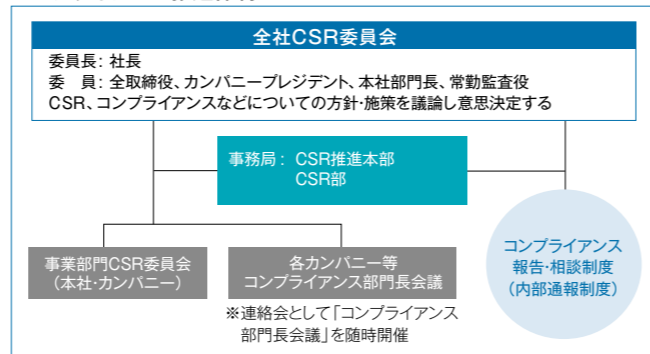 全社CSR委員会
委員長：社長
委　員：全取締役、カンパニープレジデント、本社部門長、常勤監査役
CSR、コンプライアンスなどについての方針・施策を議論し意思決定する
事務局：CSR推進本部
CSR部
事業部門CSR委員会
（本社・カンパニー）
各カンパニー等
コンプライアンス部門長会議
※連絡会として「コンプライアンス
部門長会議」を随時開催
コンプライアンス
報告・相談制度
（内部通報制度）